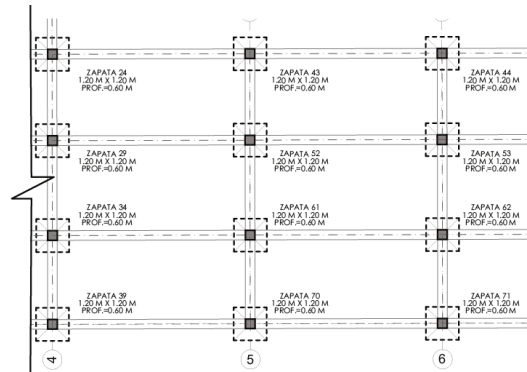 ZAPATA 24
1.20 M X 1.20 M
PROF.=0.60 M
ZAPATA 43
1.20 M X 1.20 M
PROF.=0.60 M
ZAPATA 44
1.20 M X 1.20 M
PROF.=0.60 M
ZAPATA 29
1.20 M X 1.20 M
PROF.=0.60 M
ZAPATA 52
1.20 M X 1.20 M
PROF.=0.60 M
ZAPATA 53
1.20 M X 1.20 M
PROF.=0.60 M
ZAPATA 34
1.20 M X 1.20 M
PROF.=0.60 M
ZAPATA 61
1.20 M X 1.20 M
PROF.=0.60 M
ZAPATA 62
1.20 M X 1.20 M
PROF.=0.60 M
ZAPATA 39
1.20 M X 1.20 M
PROF.=0.60 M
ZAPATA 70
1.20 M X 1.20 M
PROF.=0.60 M
ZAPATA 71
1.20 M X 1.20 M
PROF.=0.60 M
4
5
6